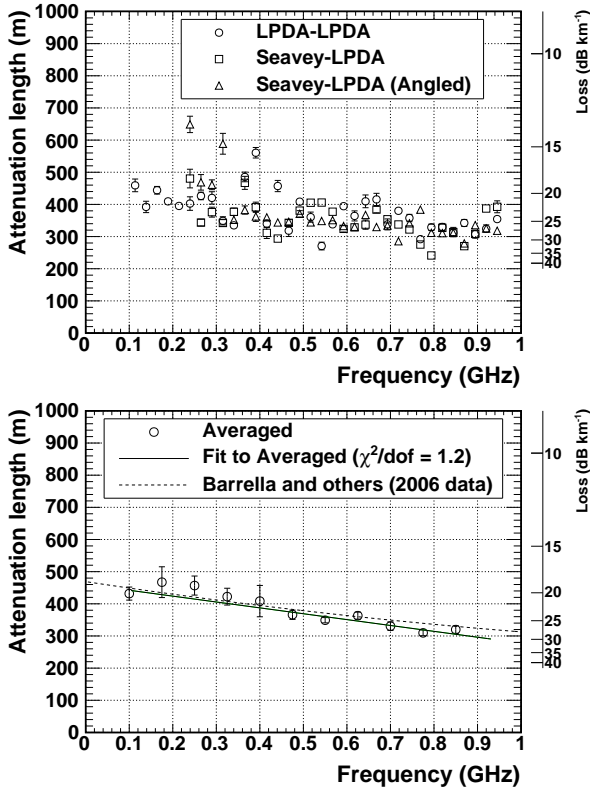 1000
900
800
700
600
500
400
300
200
100
0
Attenuation length (m)
LPDA-LPDA
Seavey-LPDA
Seavey-LPDA (Angled)
0 0.1 0.2 0.3 0.4 0.5 0.6 0.7 0.8 0.9 1
Frequency (GHz)
Loss (dB km⁻¹)
10
15
20
25
30
35
40
1000
900
800
700
600
500
400
300
200
100
0
Attenuation length (m)
Averaged
Fit to Averaged (χ²/dof = 1.2)
Barrella and others (2006 data)
0 0.1 0.2 0.3 0.4 0.5 0.6 0.7 0.8 0.9 1
Frequency (GHz)
Loss (dB km⁻¹)
10
15
20
25
30
35
40